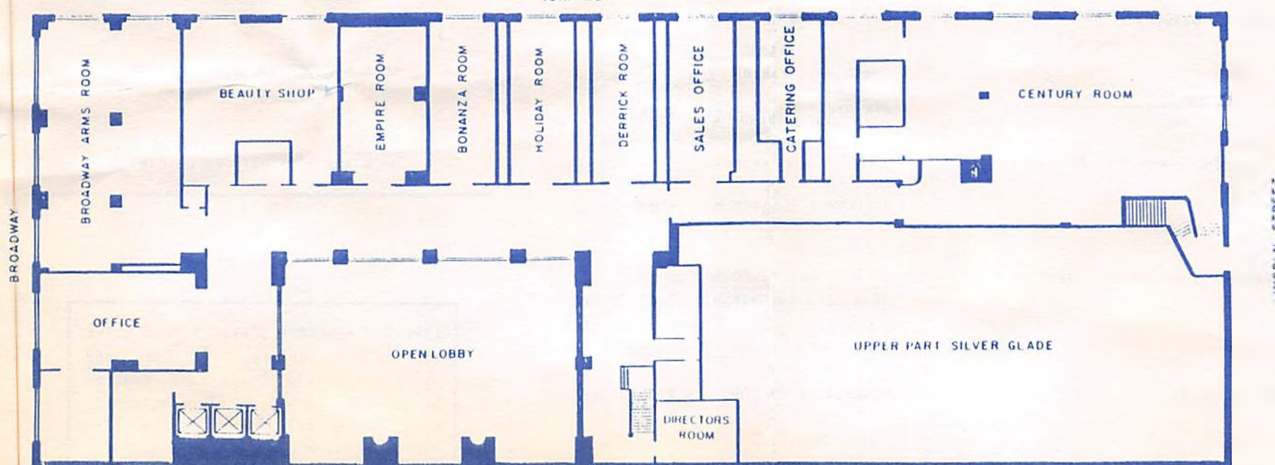 BROADWAY
BROADWAY ARMS ROOM
BEAUTY SHOP
EMPIRE ROOM
BONANZA ROOM
HOLIDAY ROOM
DERRICK ROOM
SALES OFFICE
CATERING OFFICE
CENTURY ROOM
OFFICE
OPEN LOBBY
UPPER PART SILVER GLADE
DIRECTORS
ROOM